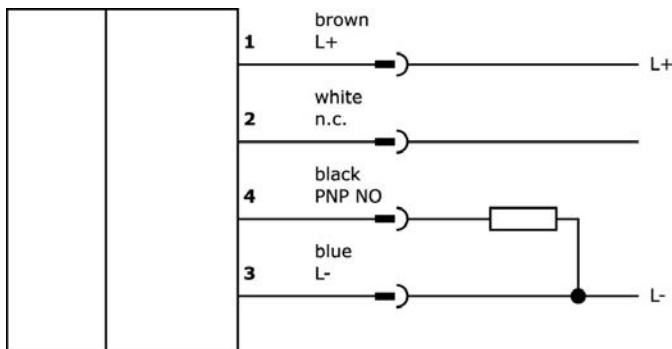 brown
1 L+ L+
white
2 n.c.
black
4 PNP NO
blue
3 L- L-